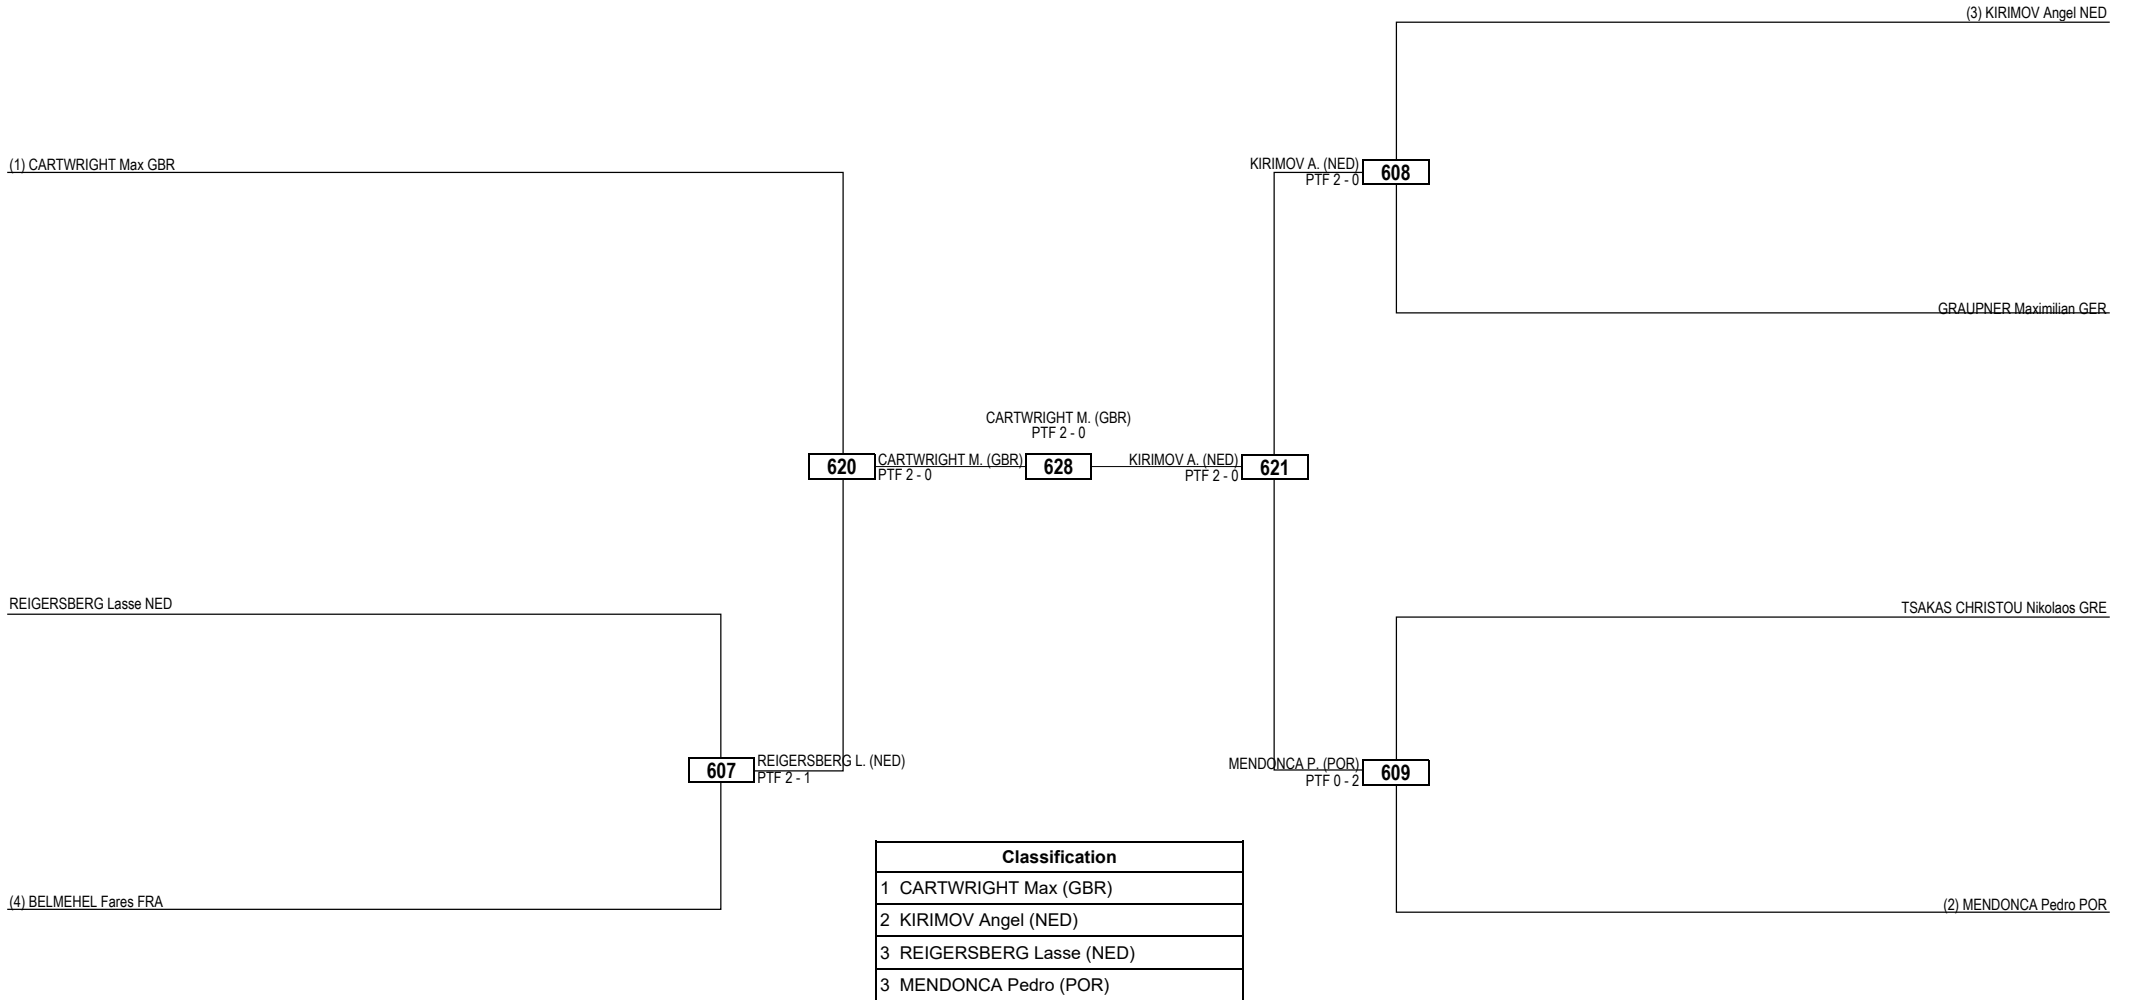 (3) KIRIMOV Angel NED
(1) CARTWRIGHT Max GBR
KIRIMOV A. (NED)
PTF 2 - 0
608
GRAUPNER Maximilian GER
CARTWRIGHT M. (GBR)
PTF 2 - 0
620
CARTWRIGHT M. (GBR)
PTF 2 - 0
628
KIRIMOV A. (NED)
PTF 2 - 0
621
REIGERSBERG Lasse NED
TSAKAS CHRISTOU Nikolaos GRE
607
REIGERSBERG L. (NED)
PTF 2 - 1
MENDONCA P. (POR)
PTF 0 - 2
609
(4) BELMEHEL Fares FRA
(2) MENDONCA Pedro POR
Classification
1 CARTWRIGHT Max (GBR)
2 KIRIMOV Angel (NED)
3 REIGERSBERG Lasse (NED)
3 MENDONCA Pedro (POR)